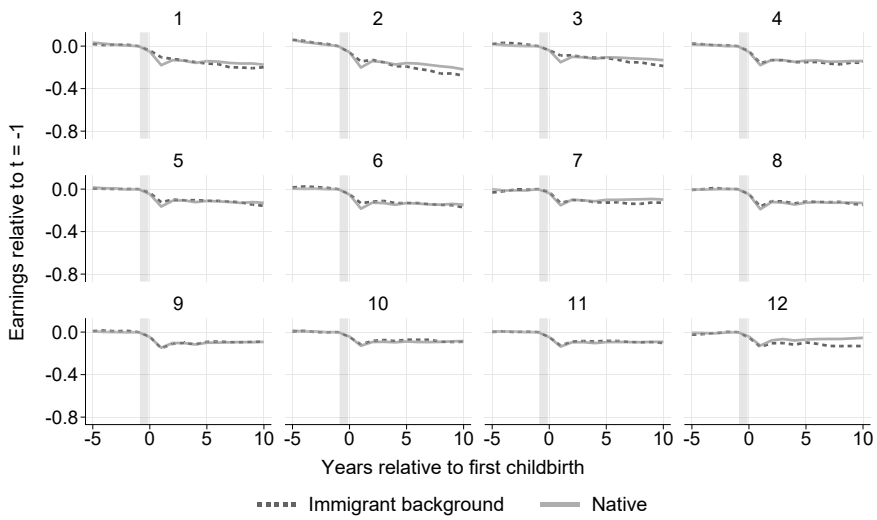 1 2 3 4
0.0
-0.4
-0.8
5 6 7 8
0.0
-0.4
-0.8
9 10 11 12
0.0
-0.4
-0.8
-5 0 5 10 -5 0 5 10 -5 0 5 10 -5 0 5 10
Earnings relative to t = -1
Years relative to first childbirth
Immigrant background Native